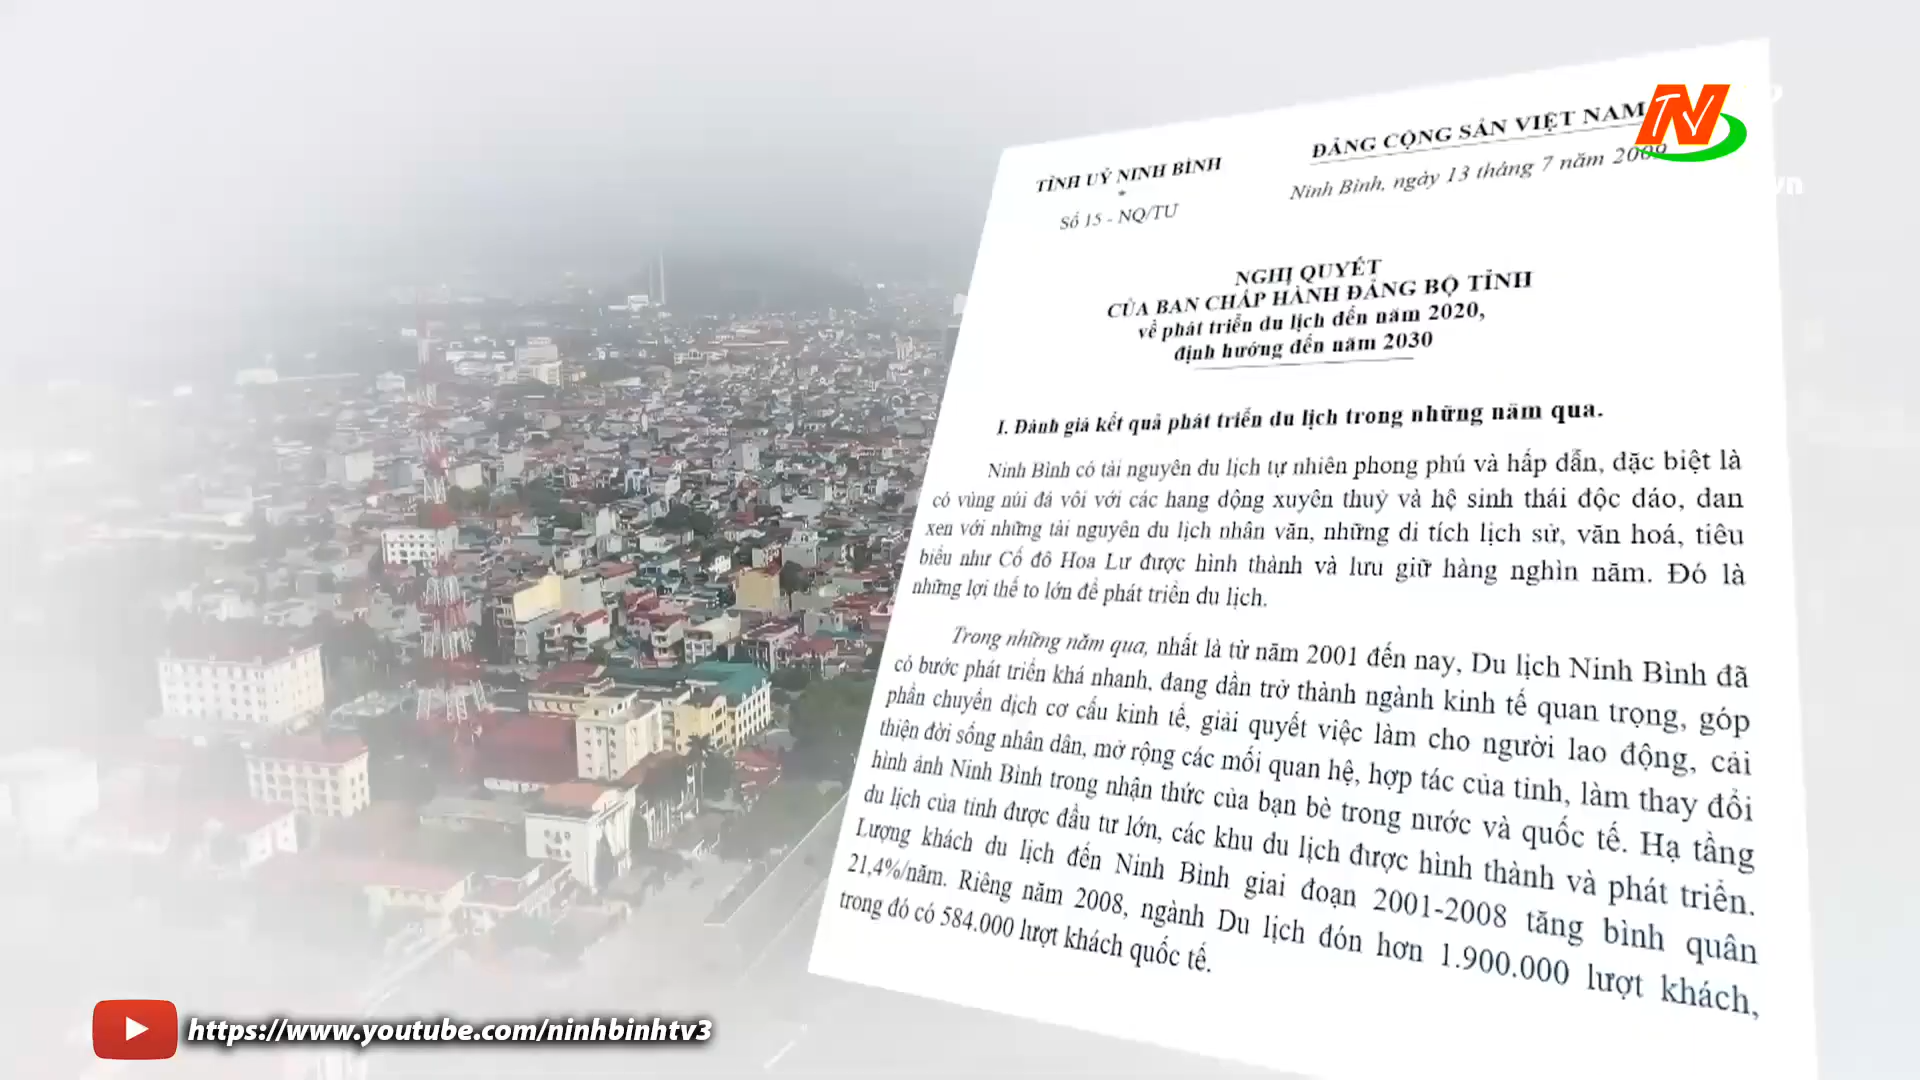 ĐẢNG CỘNG SẢN VIỆT NAM
TỈNH UỶ NINH BÌNH
*
Ninh Bình, ngày 13 tháng 7 năm 2009
Số 15 - NQ/TU
NTV
vn
NGHỊ QUYẾT
CỦA BAN CHẤP HÀNH ĐẢNG BỘ TỈNH
về phát triển du lịch đến năm 2020,
định hướng đến năm 2030
I. Đánh giá kết quả phát triển du lịch trong những năm qua.
Ninh Bình có tài nguyên du lịch tự nhiên phong phú và hấp dẫn, đặc biệt là
có vùng núi đá vôi với các hang động xuyên thuỷ và hệ sinh thái độc đáo, đan
xen với những tài nguyên du lịch nhân văn, những di tích lịch sử, văn hoá, tiêu
biểu như Cố đô Hoa Lư được hình thành và lưu giữ hàng nghìn năm. Đó là
những lợi thế to lớn để phát triển du lịch.
Trong những năm qua, nhất là từ năm 2001 đến nay, Du lịch Ninh Bình đã
có bước phát triển khá nhanh, đang dần trở thành ngành kinh tế quan trọng, góp
phần chuyển dịch cơ cấu kinh tế, giải quyết việc làm cho người lao động, cải
thiện đời sống nhân dân, mở rộng các mối quan hệ, hợp tác của tỉnh, làm thay đổi
hình ảnh Ninh Bình trong nhận thức của bạn bè trong nước và quốc tế. Hạ tầng
du lịch của tỉnh được đầu tư lớn, các khu du lịch được hình thành và phát triển.
Lượng khách du lịch đến Ninh Bình giai đoạn 2001-2008 tăng bình quân
21,4%/năm. Riêng năm 2008, ngành Du lịch đón hơn 1.900.000 lượt khách,
trong đó có 584.000 lượt khách quốc tế.
https://www.youtube.com/ninhbinhtv3